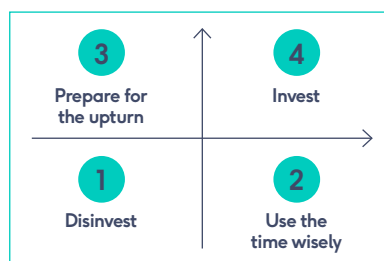 3
Prepare for
the upturn
4
Invest
1
Disinvest
2
Use the
time wisely